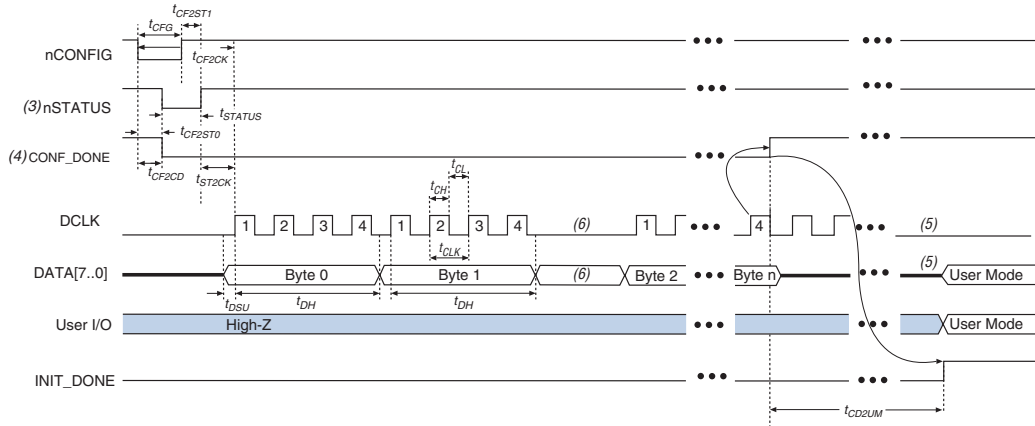 tCF2ST1
tCFG
nCONFIG
tCF2CK
(3) nSTATUS
tSTATUS
tCF2ST0
(4) CONF_DONE
tCF2CD
tST2CK
tCL
tCH
DCLK 1 2 3 4 1 2 3 4 (6) 1 4 (5)
tCLK
DATA[7..0] Byte 0 Byte 1 (6) Byte 2 Byte n (5) User Mode
tDSU tDH tDH
User I/O High-Z User Mode
INIT_DONE
tCD2UM